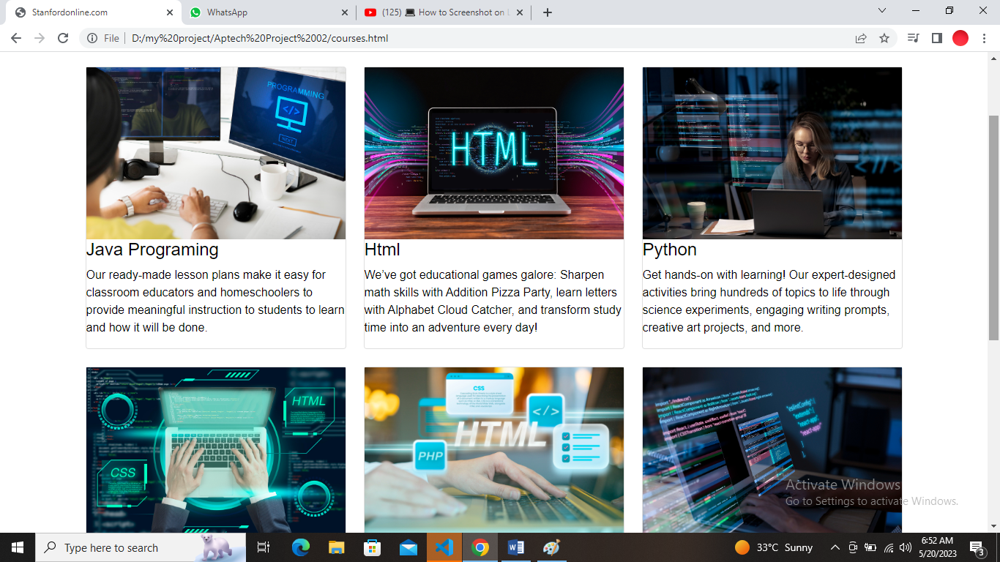 Stanfordonline.com
WhatsApp
(125) 💻 How to Screenshot on
File
D:/my%20project/Aptech%20Project%2002/courses.html
PROGRAMMING
</>
NEXT
HTML
Java Programing
Our ready-made lesson plans make it easy for
classroom educators and homeschoolers to
provide meaningful instruction to students to learn
and how it will be done.
Html
We’ve got educational games galore: Sharpen
math skills with Addition Pizza Party, learn letters
with Alphabet Cloud Catcher, and transform study
time into an adventure every day!
Python
Get hands-on with learning! Our expert-designed
activities bring hundreds of topics to life through
science experiments, engaging writing prompts,
creative art projects, and more.
HTML
CSS
CSS
</>
HTML
PHP
Activate Windows
Go to Settings to activate Windows.
Type here to search
33°C Sunny
6:52 AM
5/20/2023
3